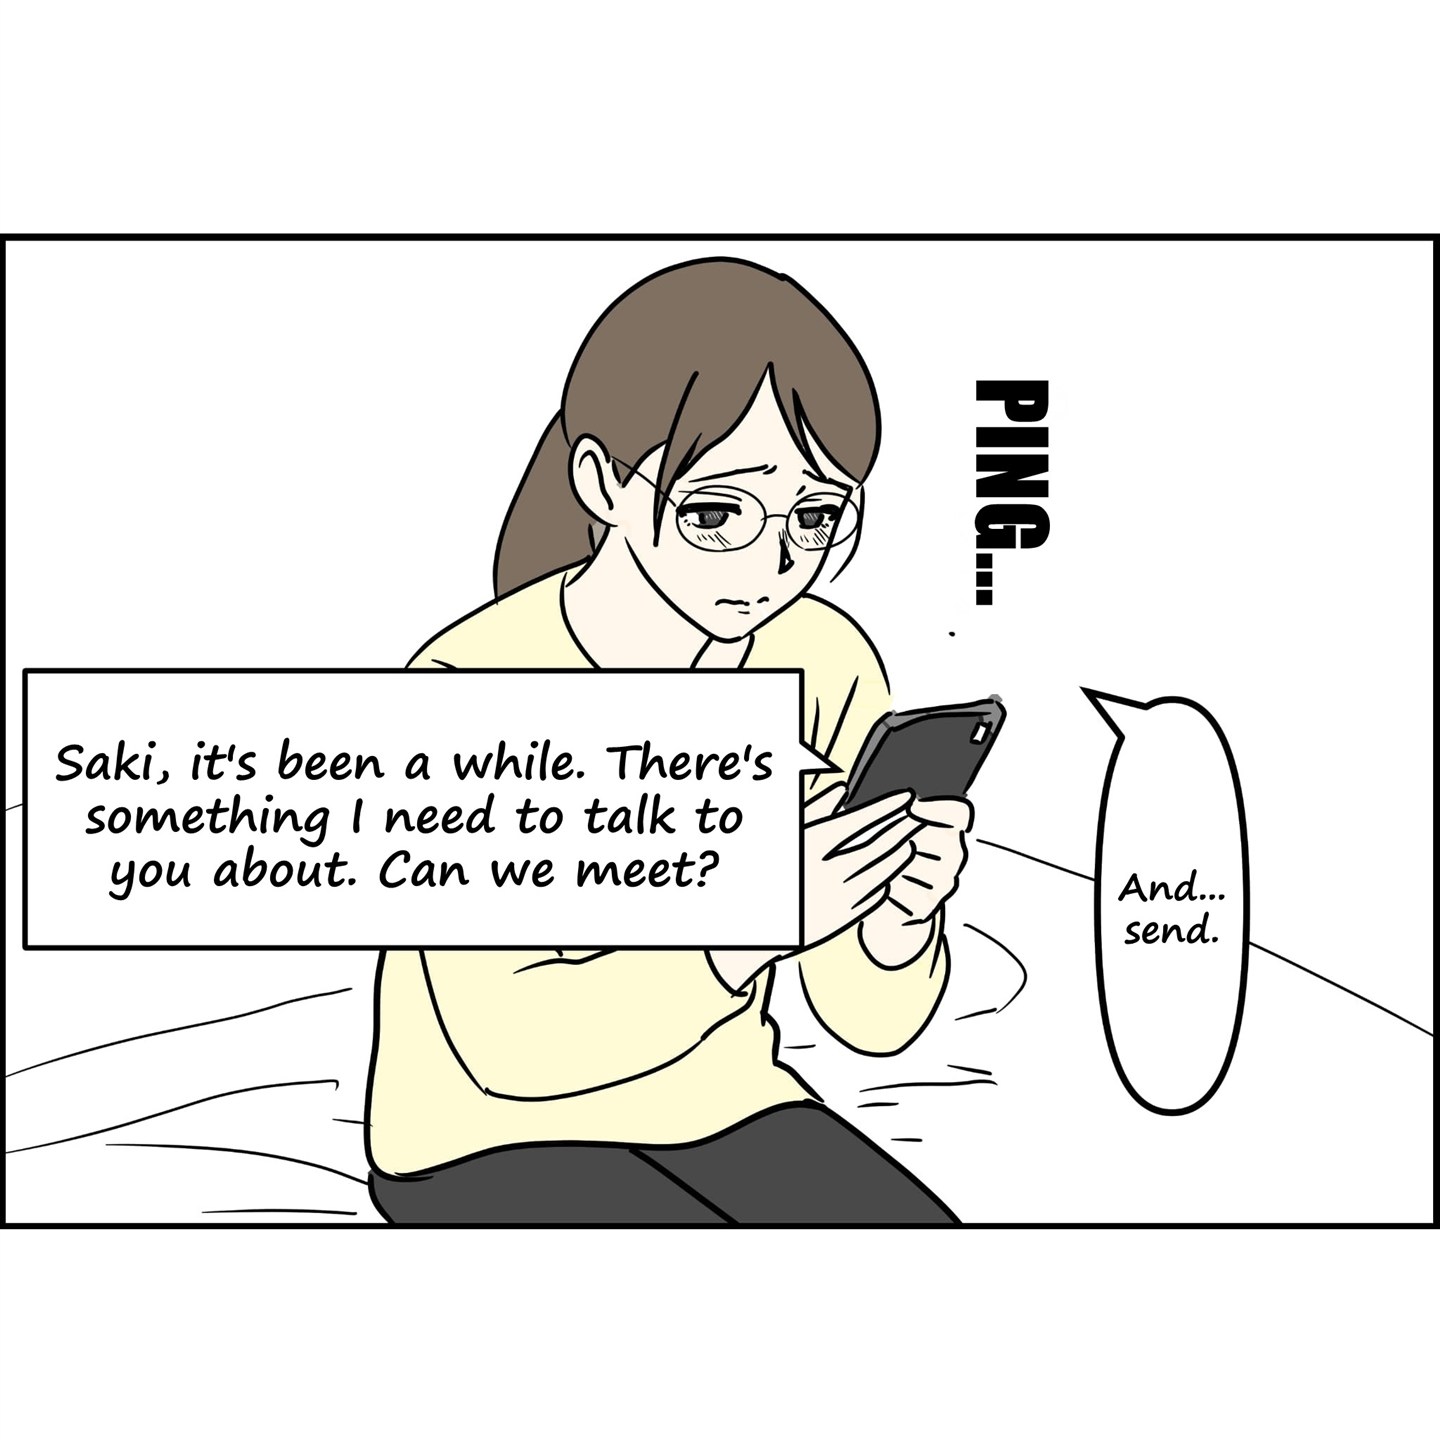 Saki, it's been a while. There's
something I need to talk to
you about. Can we meet?
PING...
And...
send.